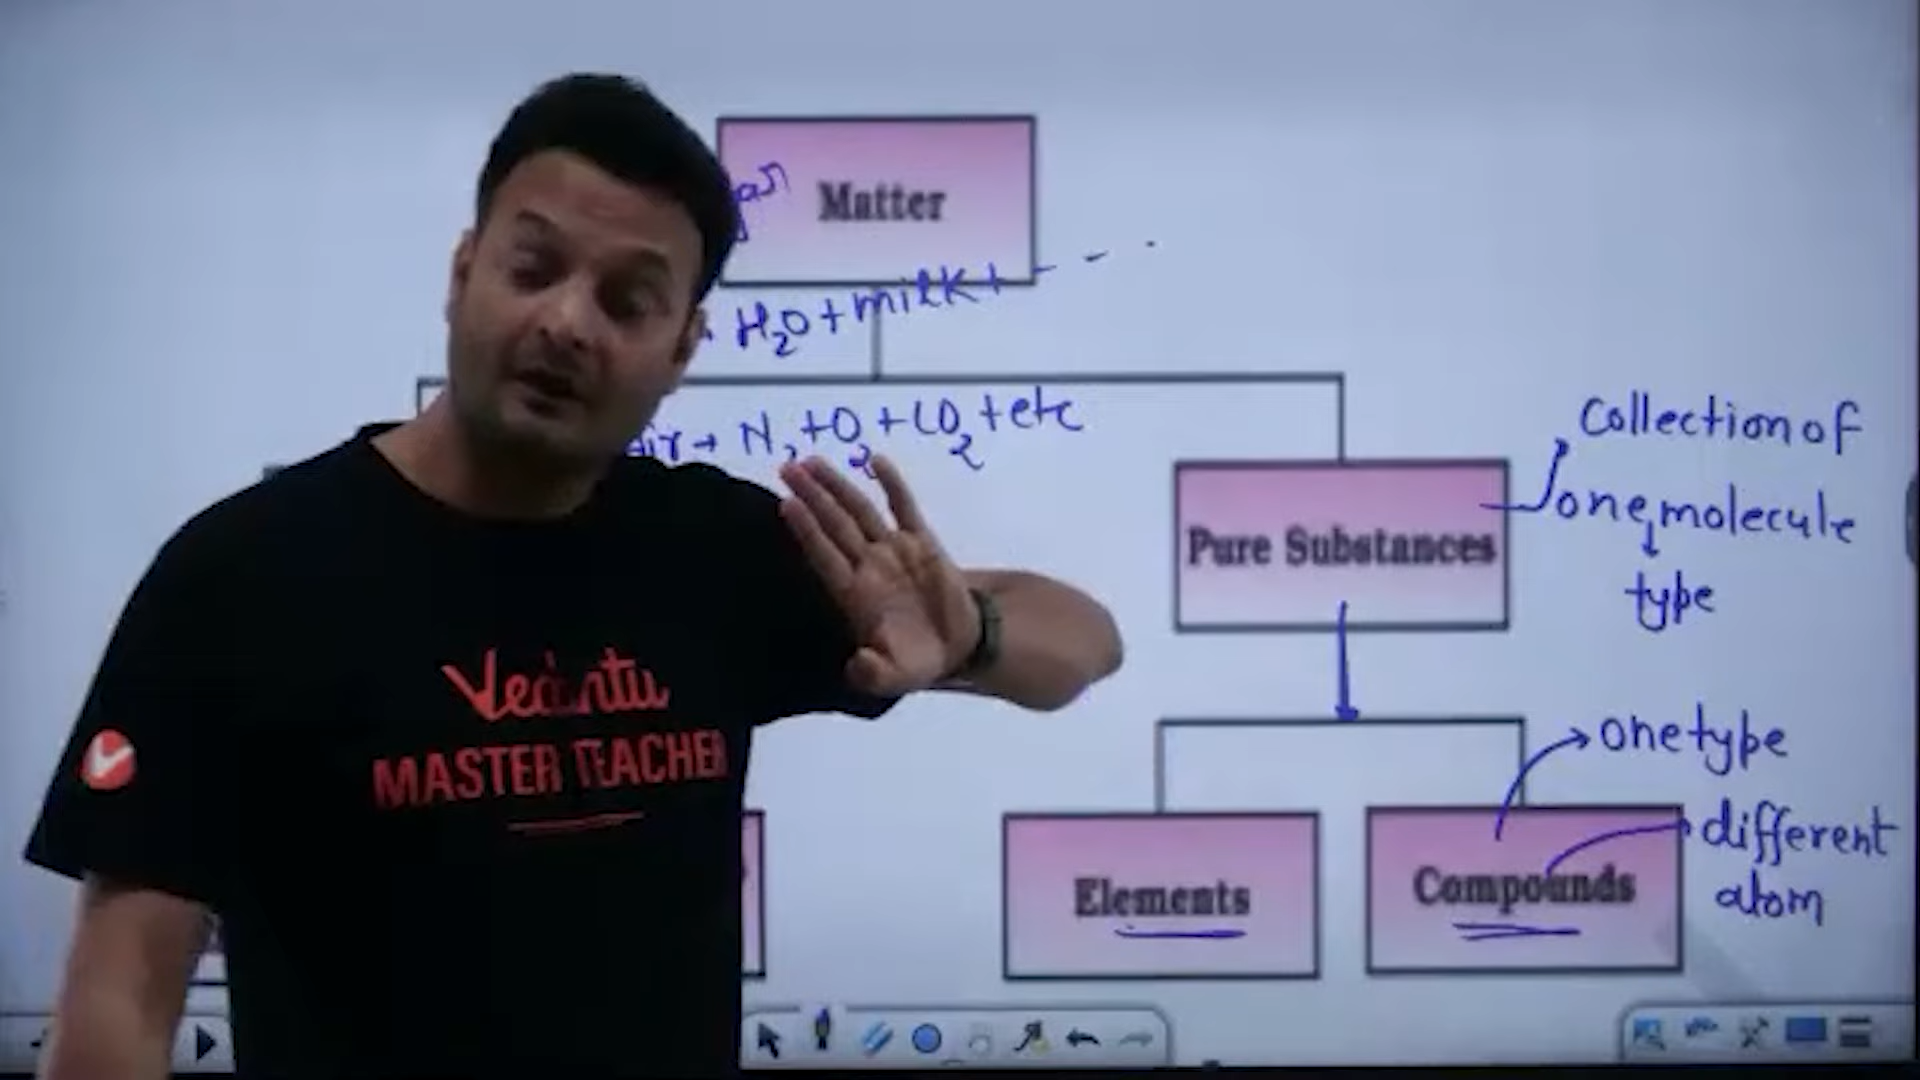 Matter
H₂O + milk + - - .
Air → N₂ + O₂ + CO₂ + etc
Collection of
one molecule
type
Pure Substances
one type
different
atom
Elements
Compounds
Vedantu
MASTER TEACHER